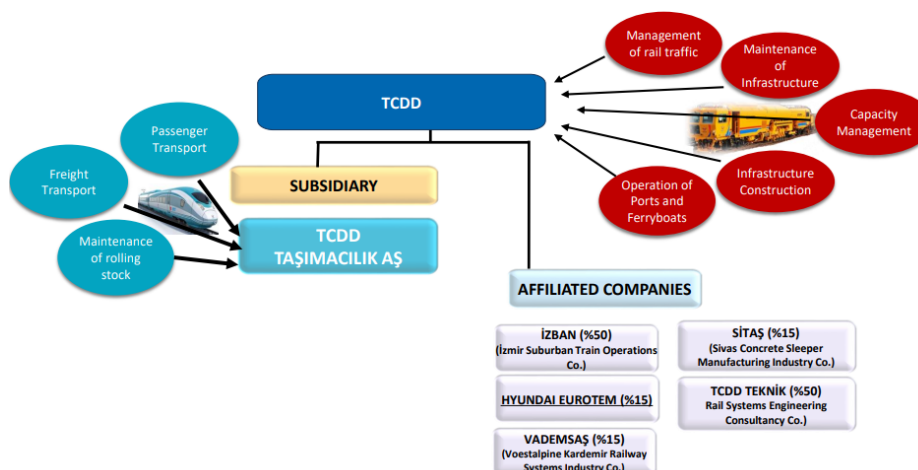 Management
of rail traffic
Maintenance
of
Infrastructure
TCDD
Capacity
Management
Passenger
Transport
Freight
Transport
SUBSIDIARY
Infrastructure
Construction
Operation of
Ports and
Ferryboats
TCDD
TAŞIMACILIK AŞ
Maintenance
of rolling
stock
AFFILIATED COMPANIES
İZBAN (%50)
(İzmir Suburban Train Operations
Co.)
SİTAŞ (%15)
(Sivas Concrete Sleeper
Manufacturing Industry Co.)
HYUNDAI EUROTEM (%15)
TCDD TEKNİK (%50)
Rail Systems Engineering
Consultancy Co.)
VADEMSAŞ (%15)
(Voestalpine Kardemir Railway
Systems Industry Co.)